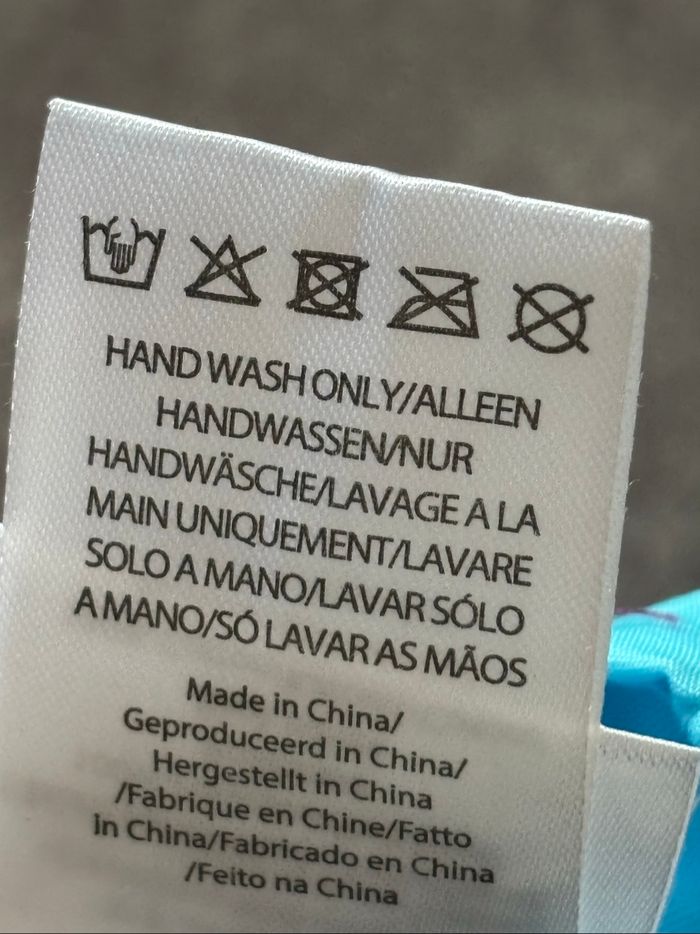 HAND WASH ONLY/ALLEEN
HANDWASSEN/NUR
HANDWÄSCHE/LAVAGE A LA
MAIN UNIQUEMENT/LAVARE
SOLO A MANO/LAVAR SÓLO
A MANO/SÓ LAVAR AS MÃOS
Made in China/
Geproduceerd in China/
Hergestellt in China
/Fabrique en Chine/Fatto
in China/Fabricado en China
/Feito na China